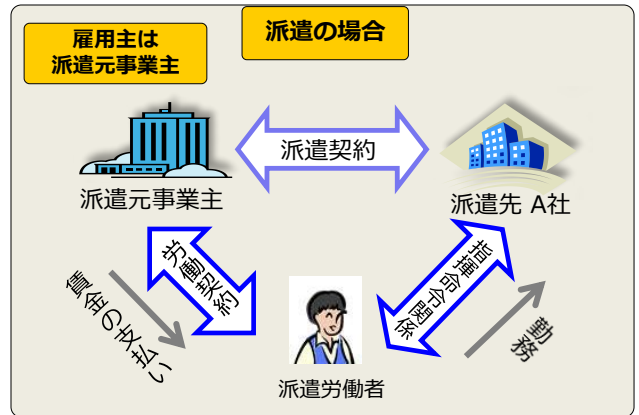 派遣の場合
雇用主は
派遣元事業主
派遣契約
派遣元事業主
派遣先 A社
労働契約
指揮命令関係
賃金の支払い
勤務
派遣労働者